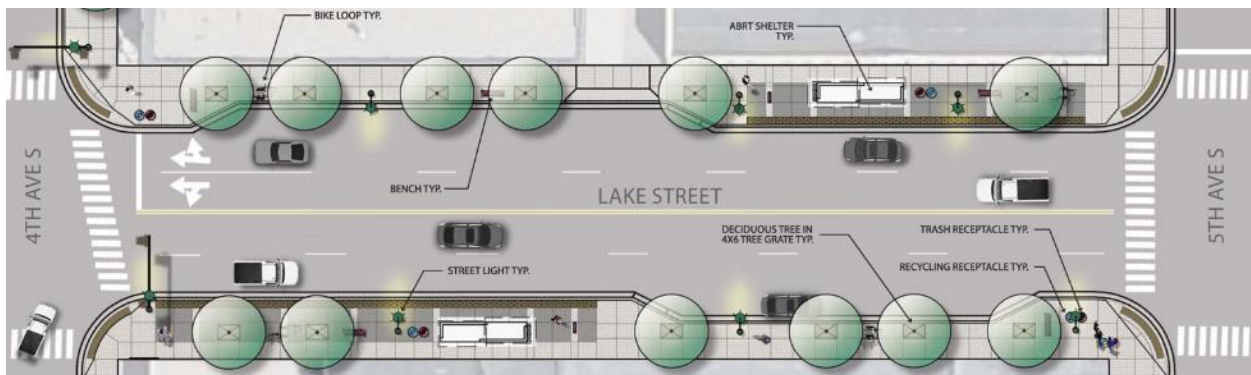 BIKE LOOP TYP.
ABRT SHELTER
TYP.
BENCH TYP.
4TH AVE S
LAKE STREET
5TH AVE S
DECIDUOUS TREE IN
4X6 TREE GRATE TYP.
TRASH RECEPTACLE TYP.
STREET LIGHT TYP.
RECYCLING RECEPTACLE TYP.